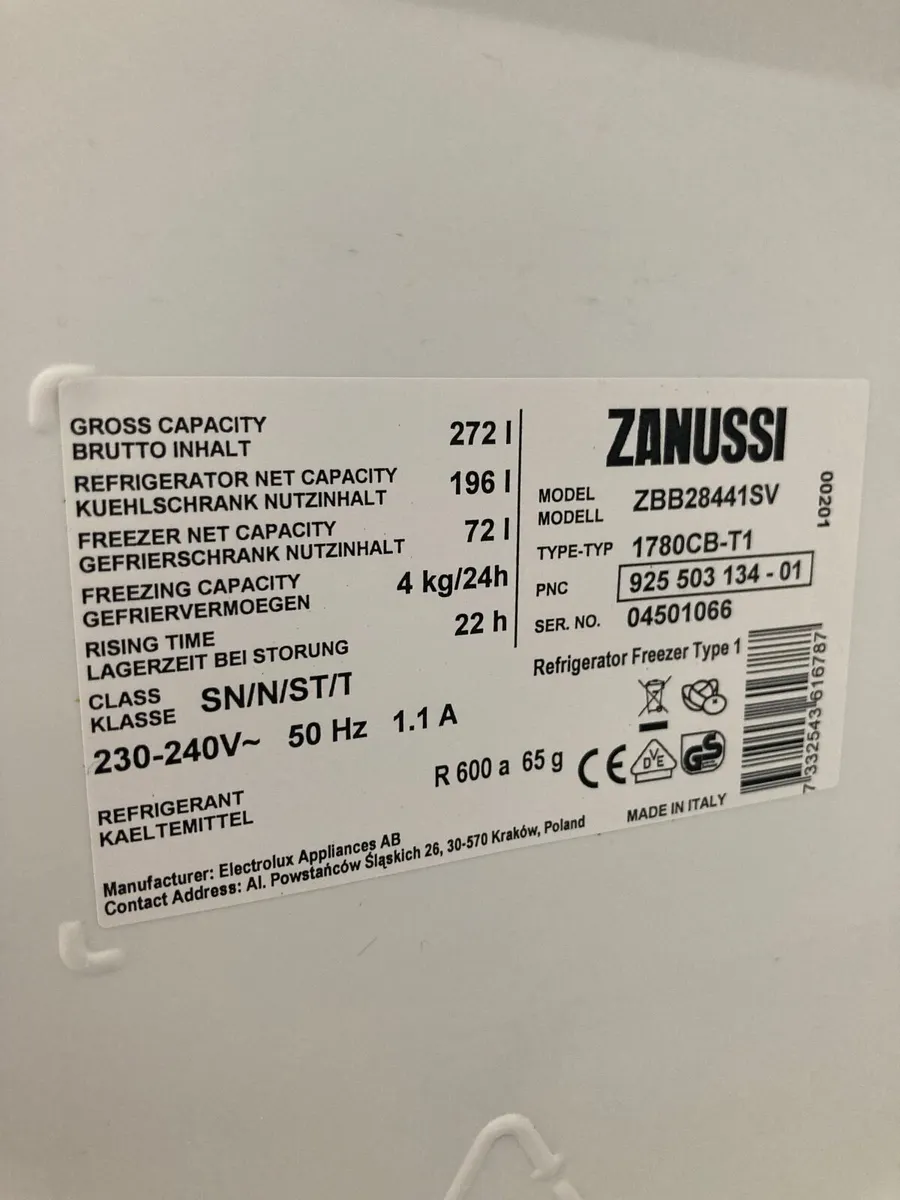 GROSS CAPACITY
BRUTTO INHALT
272 l
REFRIGERATOR NET CAPACITY
KUEHLSCHRANK NUTZINHALT
196 l
FREEZER NET CAPACITY
GEFRIERSCHRANK NUTZINHALT
72 l
FREEZING CAPACITY
GEFRIERVERMOEGEN
4 kg/24h
RISING TIME
LAGERZEIT BEI STORUNG
22 h
CLASS
KLASSE
SN/N/ST/T
230-240V~ 50 Hz 1.1 A
REFRIGERANT
KAELTEMITTEL
R 600 a 65 g
Manufacturer: Electrolux Appliances AB
Contact Address: Al. Powstańców Śląskich 26, 30-570 Kraków, Poland
ZANUSSI
MODEL
MODELL
ZBB28441SV
00201
TYPE-TYP 1780CB-T1
PNC 925 503 134 - 01
SER. NO. 04501066
Refrigerator Freezer Type 1
CE
DVE
GS
MADE IN ITALY
7332543616787